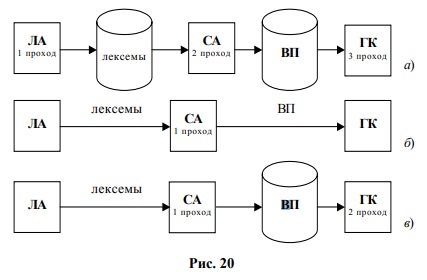 ЛА
1 проход
лексемы
СА
2 проход
ВП
ГК
3 проход
а)
лексемы
ВП
ЛА
СА
1 проход
ГК
б)
лексемы
ЛА
СА
1 проход
ВП
ГК
2 проход
в)
Рис. 20